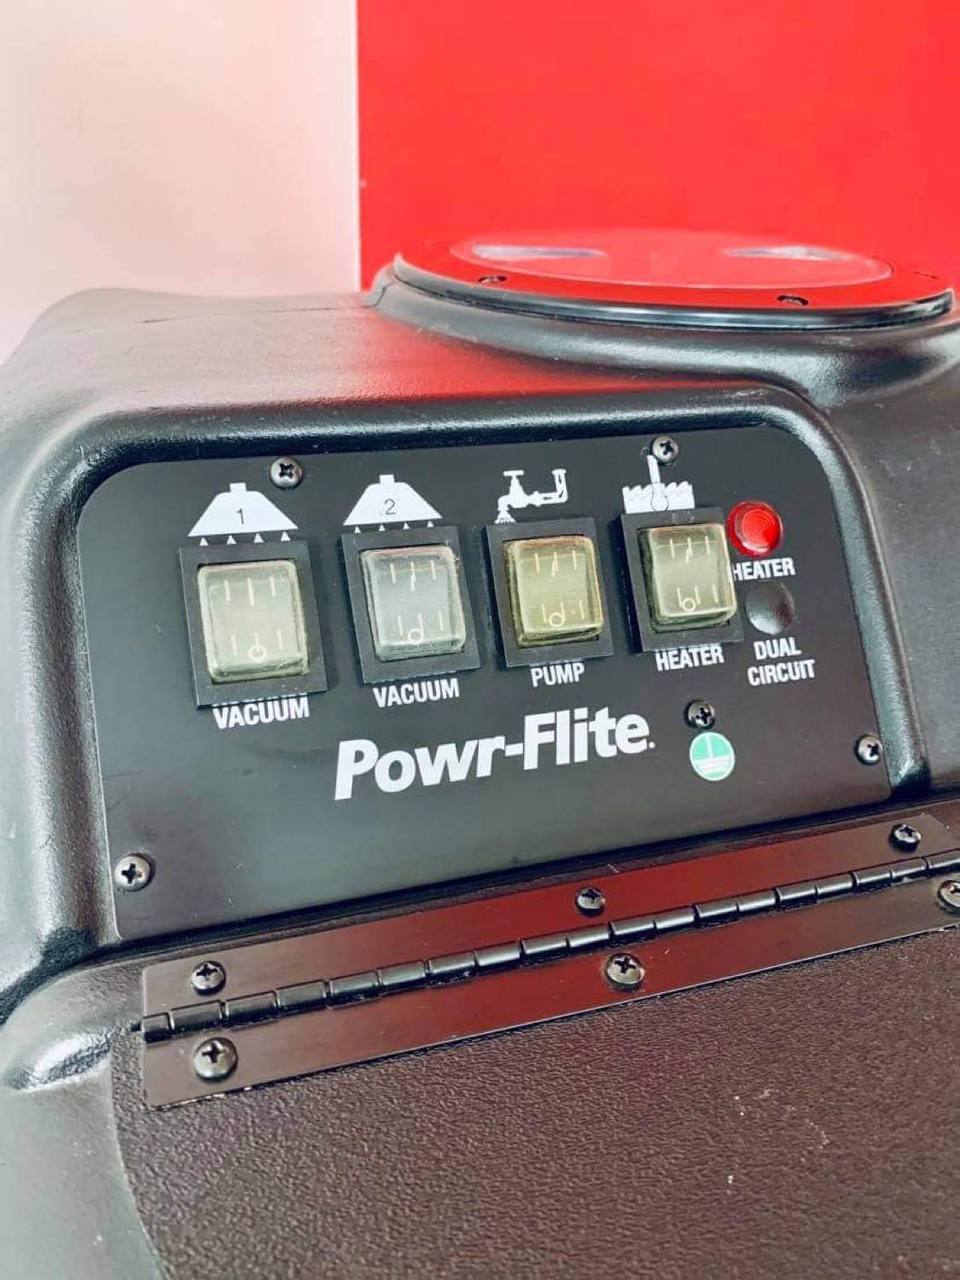 1
2
HEATER
VACUUM
VACUUM
PUMP
HEATER
DUAL
CIRCUIT
Powr-Flite.